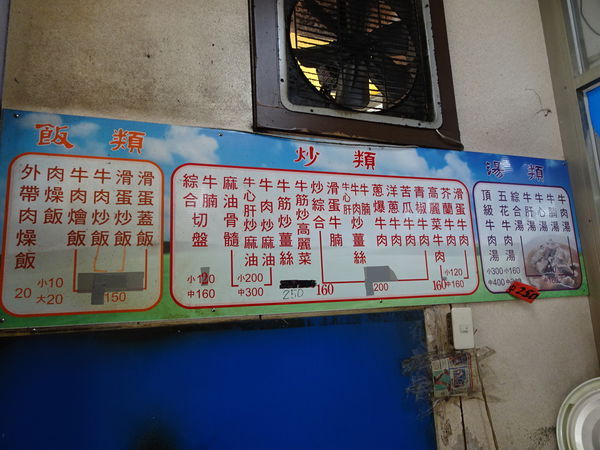 飯類
外帶肉燥飯
肉燥飯
牛肉燴飯
牛肉炒飯
滑蛋炒飯
滑蛋蓋飯
20
小10
大20
150
炒類
綜合切盤
牛腩
麻油骨髓
牛心肝炒麻油
牛肉炒麻油
牛筋炒薑絲
牛筋炒高麗菜
炒綜合
滑蛋牛腩
牛心肝
牛肉
牛腩
薑絲
蔥爆牛肉
洋蔥牛肉
苦瓜牛肉
青椒牛肉
高麗菜牛肉
芥蘭牛肉
滑蛋牛肉
小120
中160
小200
中300
250
160
200
160
小120
中160
湯類
頂級牛肉湯
五花牛肉湯
綜合湯
牛肝湯
牛心湯
牛腩湯
牛肉湯
小300
中400
小160
250